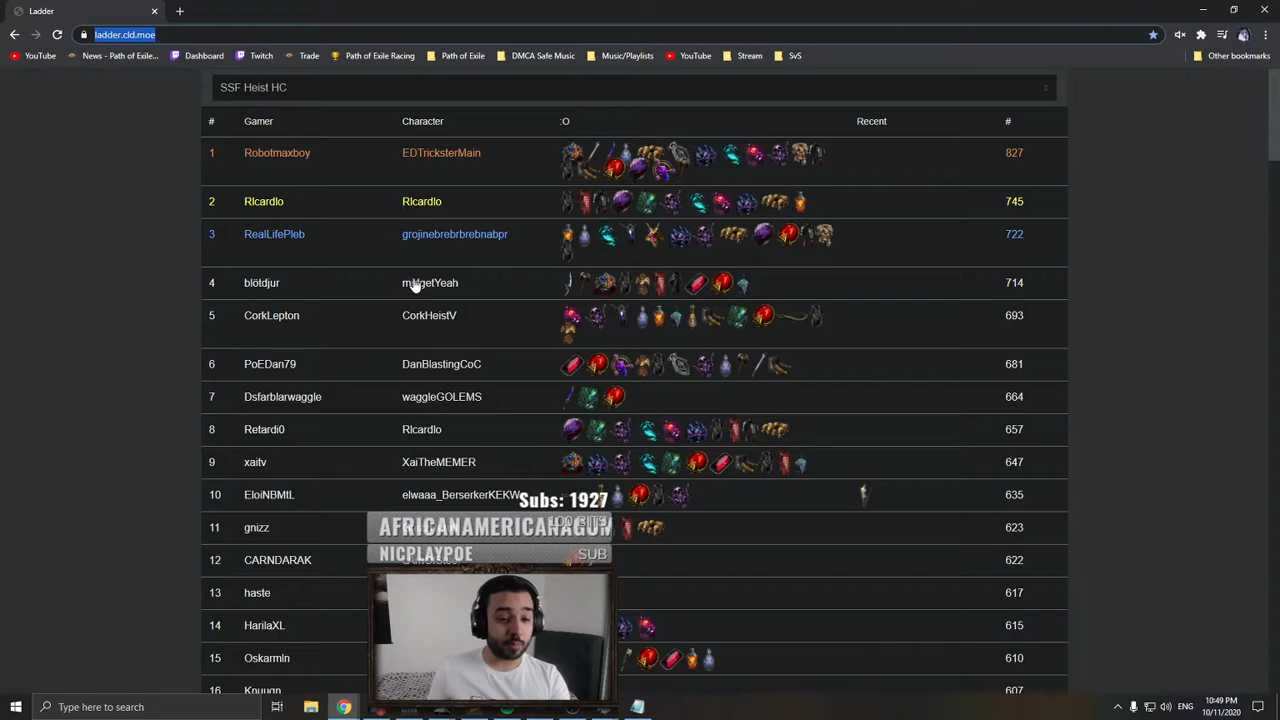 Ladder
ladder.cld.moe
YouTube News - Path of Exile... Dashboard Twitch Trade Path of Exile Racing Path of Exile DMCA Safe Music Music/Playlists YouTube Stream SvS Other bookmarks
SSF Heist HC
# Gamer Character :O Recent #
1 Robotmaxboy EDTricksterMain 827
2 Rlcardlo Rlcardlo 745
3 RealLifePleb grojinebrebrbrebnabpr 722
4 blötdjur 714
5 CorkLepton CorkHeistV 693
6 PoEDan79 DanBlastingCoC 681
7 Dsfarblarwaggle waggleGOLEMS 664
8 Retardi0 Rlcardlo 657
9 xaitv XaiTheMEMER 647
10 EloiNBMtL elwaaa_BerserkerKEKW 635
Subs: 1927
11 gnizz 623
AFRICANAMERICANAGUM 100 BITS
12 CARNDARAK 622
NICPLAYPOE SUB
13 haste 617
14 HarilaXL 615
15 Oskarmln 610
16 607
Type here to search
ENG
10:49 PM
10/11/2020